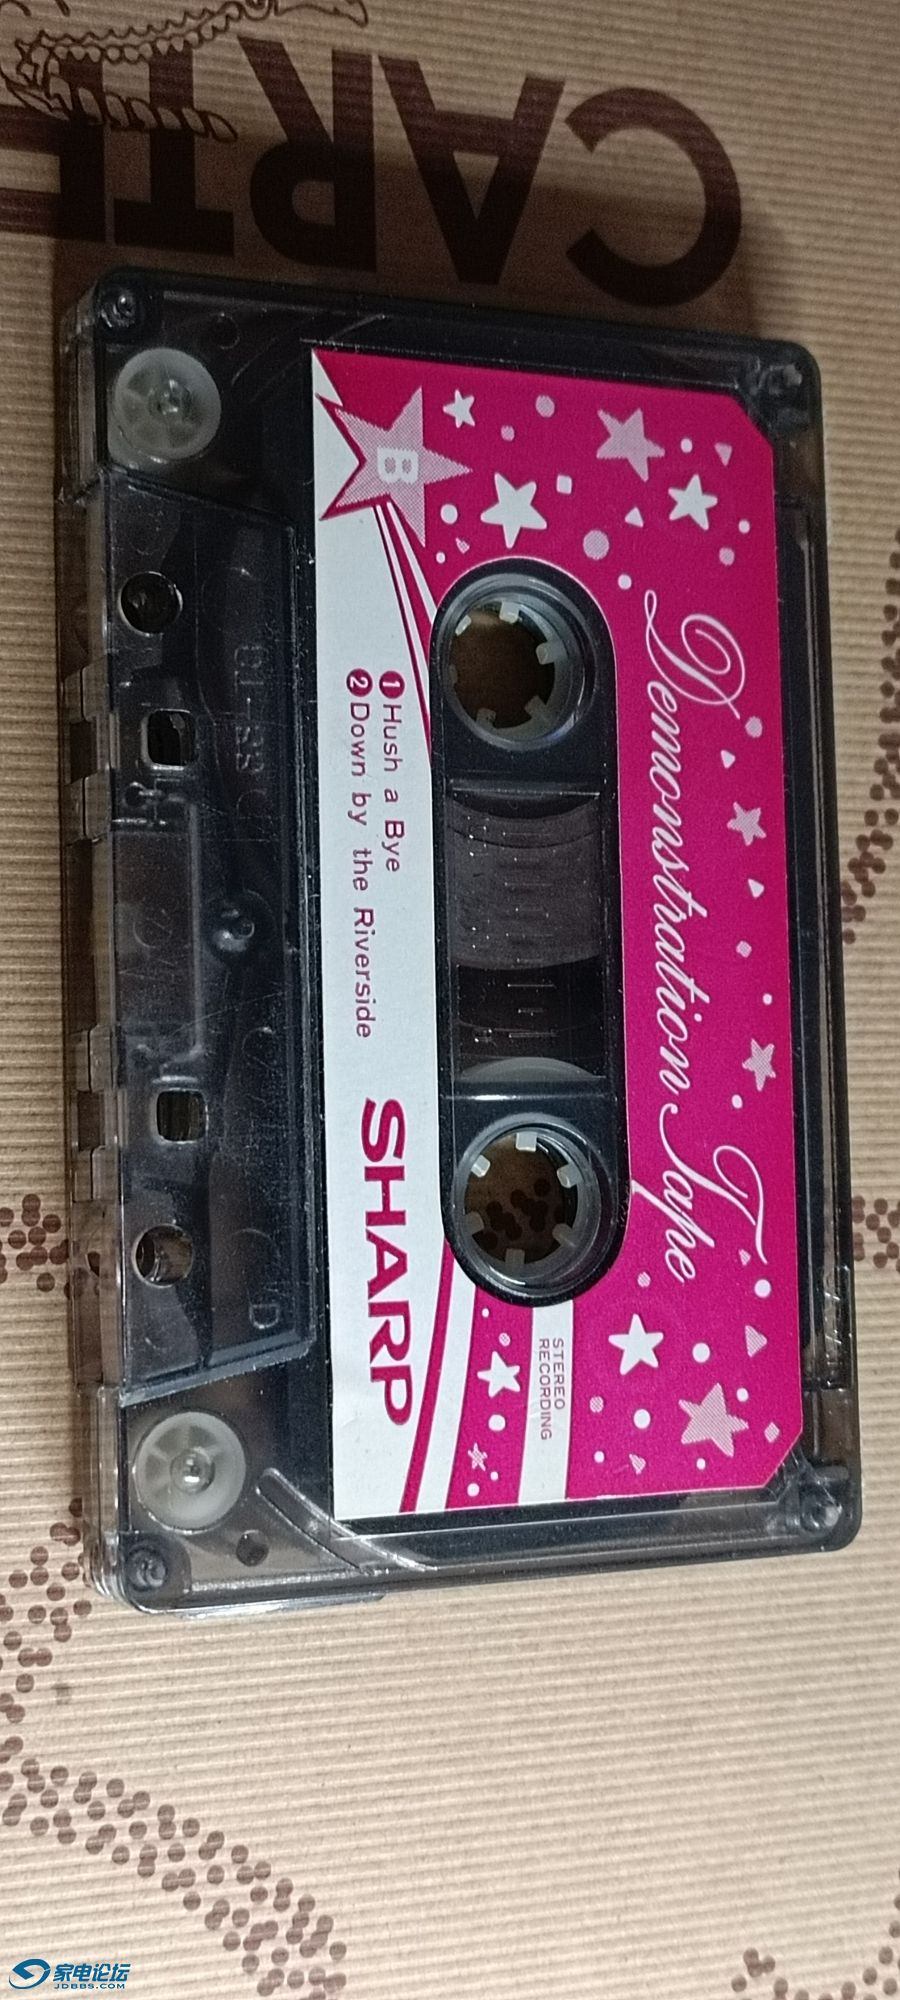 CARTE
Demonstration Tape
B
STEREO
RECORDING
1 Hush a Bye
2 Down by the Riverside
SHARP
D
家电论坛
JDBBS.COM